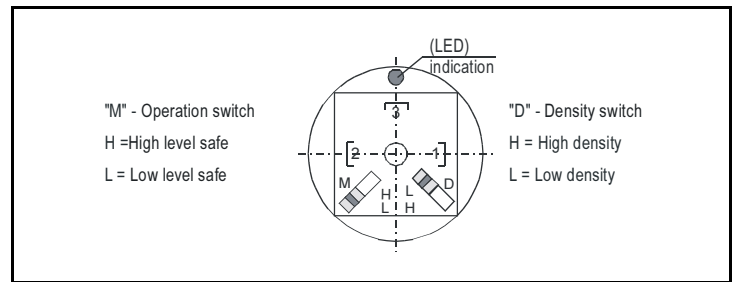 (LED)
indication
"M" - Operation switch
H =High level safe
L = Low level safe
3
2
1
M
D
H L
L H
"D" - Density switch
H = High density
L = Low density